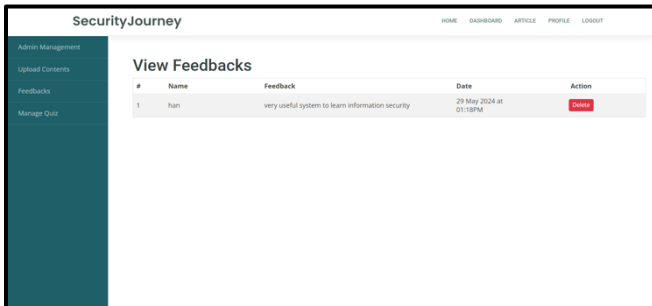 SecurityJourney
HOME DASHBOARD ARTICLE PROFILE LOGOUT
Admin Management
Upload Contents
Feedbacks
Manage Quiz
View Feedbacks
# Name Feedback Date Action
1 han very useful system to learn information security 29 May 2024 at 01:18PM Delete